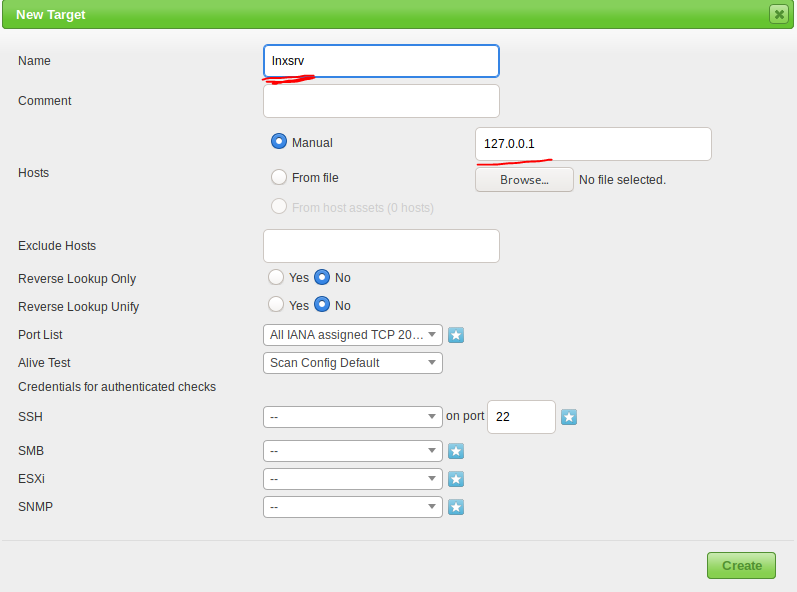 New Target
Name lnxsrv
Comment
Hosts
Manual 127.0.0.1
From file Browse... No file selected.
From host assets (0 hosts)
Exclude Hosts
Reverse Lookup Only Yes No
Reverse Lookup Unify Yes No
Port List All IANA assigned TCP 20...
Alive Test Scan Config Default
Credentials for authenticated checks
SSH -- on port 22
SMB --
ESXi --
SNMP --
Create